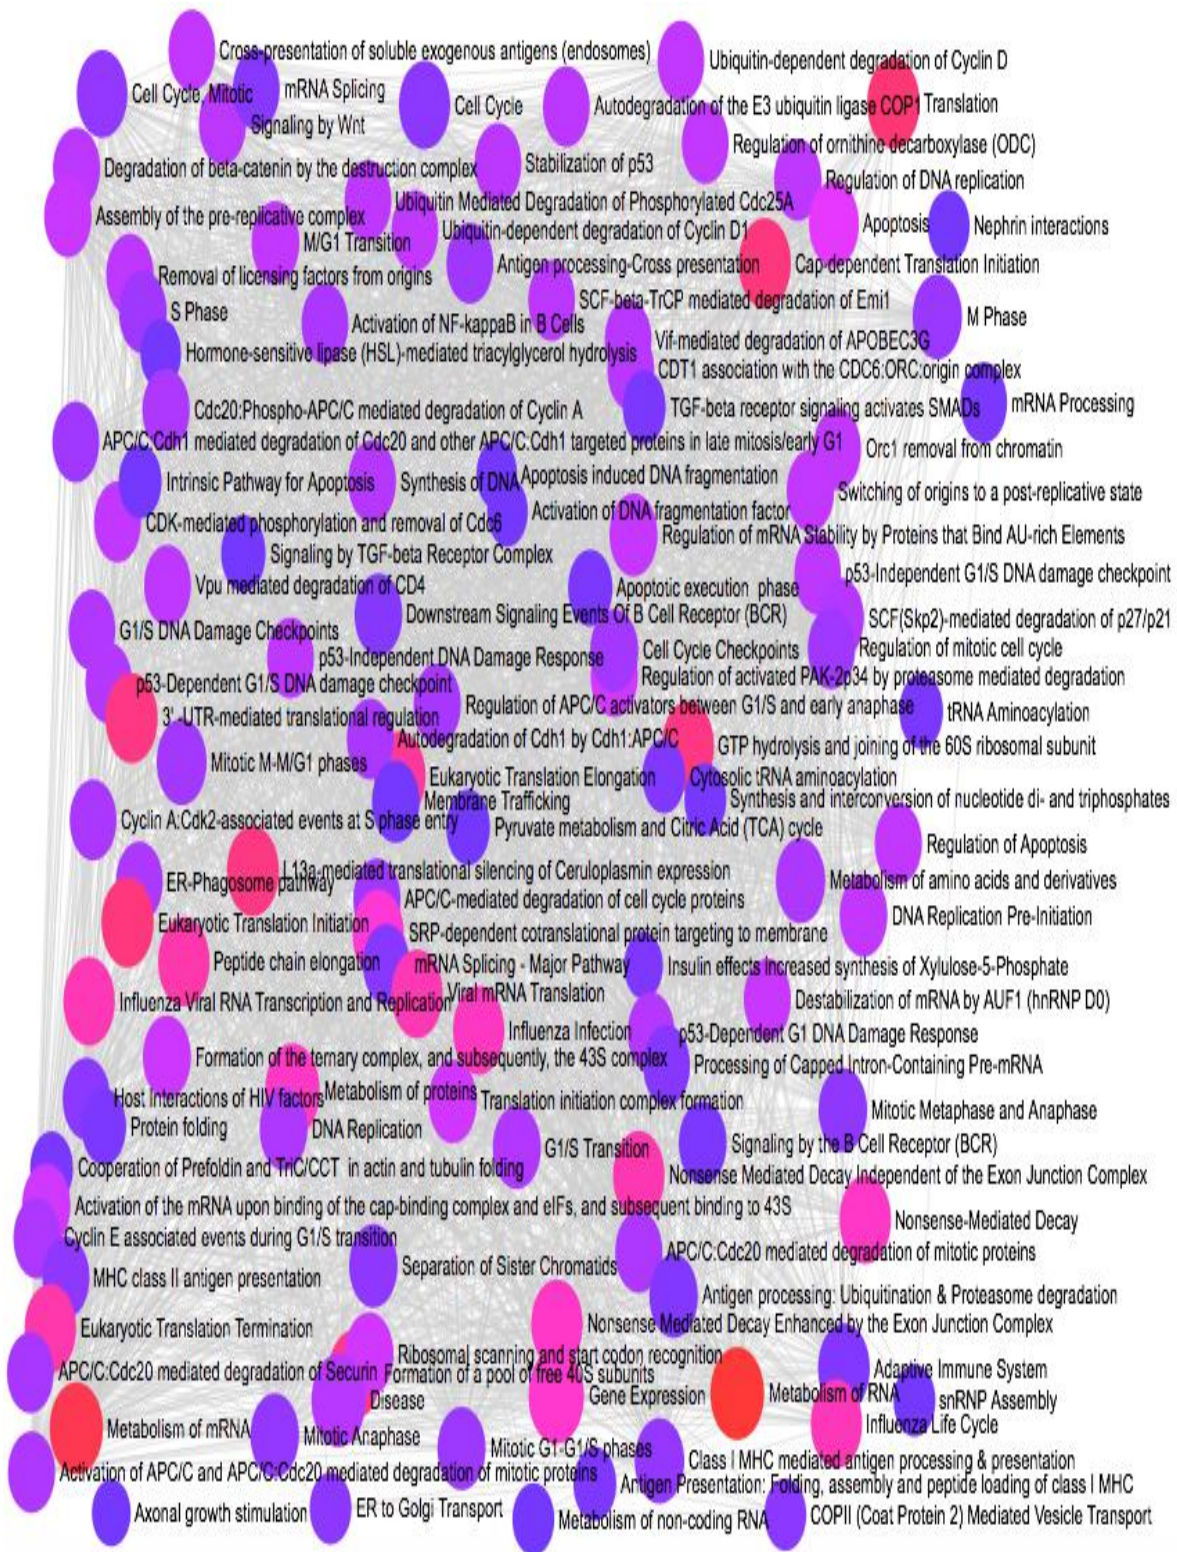 Cross-presentation of soluble exogenous antigens (endosomes)
Ubiquitin-dependent degradation of Cyclin D
Cell Cycle, Mitotic
mRNA Splicing
Cell Cycle
Autodegradation of the E3 ubiquitin ligase COP1
Translation
Signaling by Wnt
Regulation of ornithine decarboxylase (ODC)
Degradation of beta-catenin by the destruction complex
Stabilization of p53
Regulation of DNA replication
Ubiquitin Mediated Degradation of Phosphorylated Cdc25A
Assembly of the pre-replicative complex
Apoptosis
Nephrin interactions
M/G1 Transition
Ubiquitin-dependent degradation of Cyclin D1
Removal of licensing factors from origins
Antigen processing-Cross presentation
Cap-dependent Translation Initiation
SCF-beta-TrCP mediated degradation of Emi1
S Phase
Activation of NF-kappaB in B Cells
M Phase
Vif-mediated degradation of APOBEC3G
Hormone-sensitive lipase (HSL)-mediated triacylglycerol hydrolysis
CDT1 association with the CDC6:ORC:origin complex
Cdc20:Phospho-APC/C mediated degradation of Cyclin A
TGF-beta receptor signaling activates SMADs
mRNA Processing
APC/C:Cdh1 mediated degradation of Cdc20 and other APC/C:Cdh1 targeted proteins in late mitosis/early G1
Orc1 removal from chromatin
Intrinsic Pathway for Apoptosis
Synthesis of DNA
Apoptosis induced DNA fragmentation
Switching of origins to a post-replicative state
CDK-mediated phosphorylation and removal of Cdc6
Activation of DNA fragmentation factor
Regulation of mRNA Stability by Proteins that Bind AU-rich Elements
Signaling by TGF-beta Receptor Complex
p53-Independent G1/S DNA damage checkpoint
Vpu mediated degradation of CD4
Apoptotic execution phase
Downstream Signaling Events Of B Cell Receptor (BCR)
SCF(Skp2)-mediated degradation of p27/p21
G1/S DNA Damage Checkpoints
p53-Independent DNA Damage Response
Cell Cycle Checkpoints
Regulation of mitotic cell cycle
p53-Dependent G1/S DNA damage checkpoint
Regulation of activated PAK-2p34 by proteasome mediated degradation
3' -UTR-mediated translational regulation
Regulation of APC/C activators between G1/S and early anaphase
tRNA Aminoacylation
Autodegradation of Cdh1 by Cdh1:APC/C
GTP hydrolysis and joining of the 60S ribosomal subunit
Mitotic M-M/G1 phases
Eukaryotic Translation Elongation
Cytosolic tRNA aminoacylation
Membrane Trafficking
Synthesis and interconversion of nucleotide di- and triphosphates
Cyclin A:Cdk2-associated events at S phase entry
Pyruvate metabolism and Citric Acid (TCA) cycle
Regulation of Apoptosis
L13a-mediated translational silencing of Ceruloplasmin expression
ER-Phagosome pathway
Metabolism of amino acids and derivatives
APC/C-mediated degradation of cell cycle proteins
DNA Replication Pre-Initiation
Eukaryotic Translation Initiation
SRP-dependent cotranslational protein targeting to membrane
Peptide chain elongation
mRNA Splicing - Major Pathway
Insulin effects increased synthesis of Xylulose-5-Phosphate
Influenza Viral RNA Transcription and Replication
Viral mRNA Translation
Destabilization of mRNA by AUF1 (hnRNP D0)
Influenza Infection
p53-Dependent G1 DNA Damage Response
Formation of the ternary complex, and subsequently, the 43S complex
Processing of Capped Intron-Containing Pre-mRNA
Host Interactions of HIV factors
Metabolism of proteins
Translation initiation complex formation
Mitotic Metaphase and Anaphase
Protein folding
DNA Replication
G1/S Transition
Signaling by the B Cell Receptor (BCR)
Cooperation of Prefoldin and TriC/CCT in actin and tubulin folding
Nonsense Mediated Decay Independent of the Exon Junction Complex
Activation of the mRNA upon binding of the cap-binding complex and eIFs, and subsequent binding to 43S
Nonsense-Mediated Decay
Cyclin E associated events during G1/S transition
APC/C:Cdc20 mediated degradation of mitotic proteins
MHC class II antigen presentation
Separation of Sister Chromatids
Antigen processing: Ubiquitination & Proteasome degradation
Eukaryotic Translation Termination
Nonsense Mediated Decay Enhanced by the Exon Junction Complex
Ribosomal scanning and start codon recognition
APC/C:Cdc20 mediated degradation of Securin
Formation of a pool of free 40S subunits
Adaptive Immune System
Disease
Gene Expression
Metabolism of RNA
snRNP Assembly
Metabolism of mRNA
Mitotic Anaphase
Influenza Life Cycle
Mitotic G1-G1/S phases
Class I MHC mediated antigen processing & presentation
Activation of APC/C and APC/C:Cdc20 mediated degradation of mitotic proteins
Antigen Presentation: Folding, assembly and peptide loading of class I MHC
Axonal growth stimulation
ER to Golgi Transport
Metabolism of non-coding RNA
COPII (Coat Protein 2) Mediated Vesicle Transport